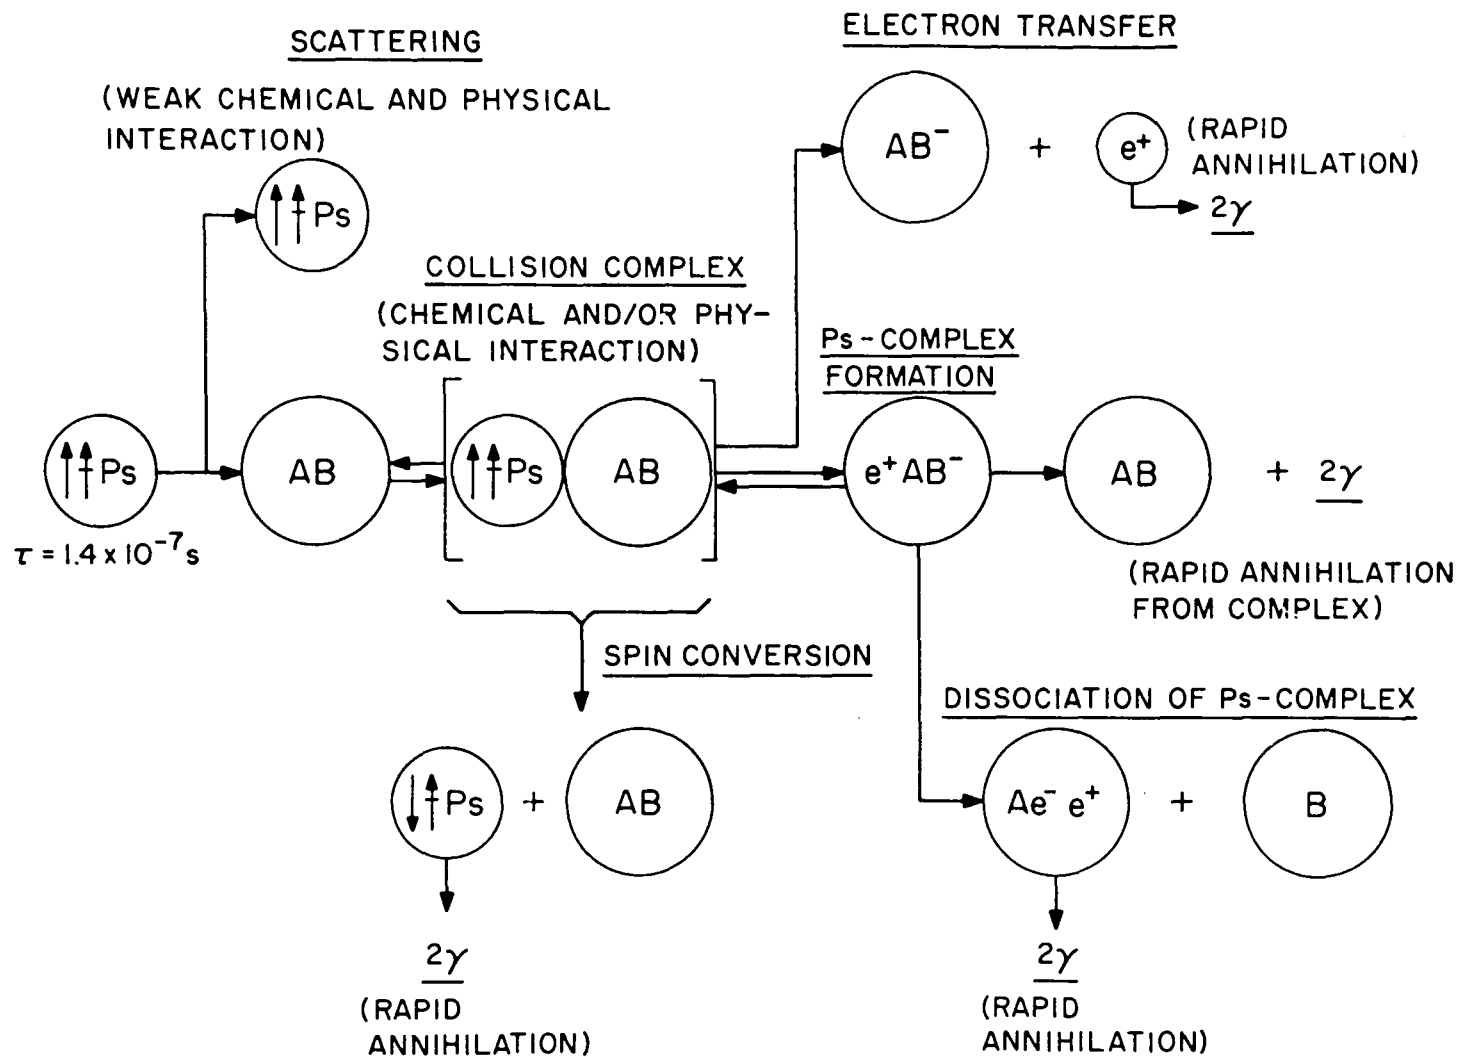 SCATTERING
(WEAK CHEMICAL AND PHYSICAL
INTERACTION)
↑↑Ps
ELECTRON TRANSFER
AB⁻ + e⁺
(RAPID
ANNIHILATION)
2γ
COLLISION COMPLEX
(CHEMICAL AND/OR PHY-
SICAL INTERACTION)
Ps-COMPLEX
FORMATION
↑↑Ps
τ = 1.4 x 10⁻⁷s
AB
↑↑Ps AB
e⁺AB⁻
AB + 2γ
(RAPID ANNIHILATION
FROM COMPLEX)
SPIN CONVERSION
↓↑Ps + AB
2γ
(RAPID
ANNIHILATION)
DISSOCIATION OF Ps-COMPLEX
Ae⁻e⁺ + B
2γ
(RAPID
ANNIHILATION)